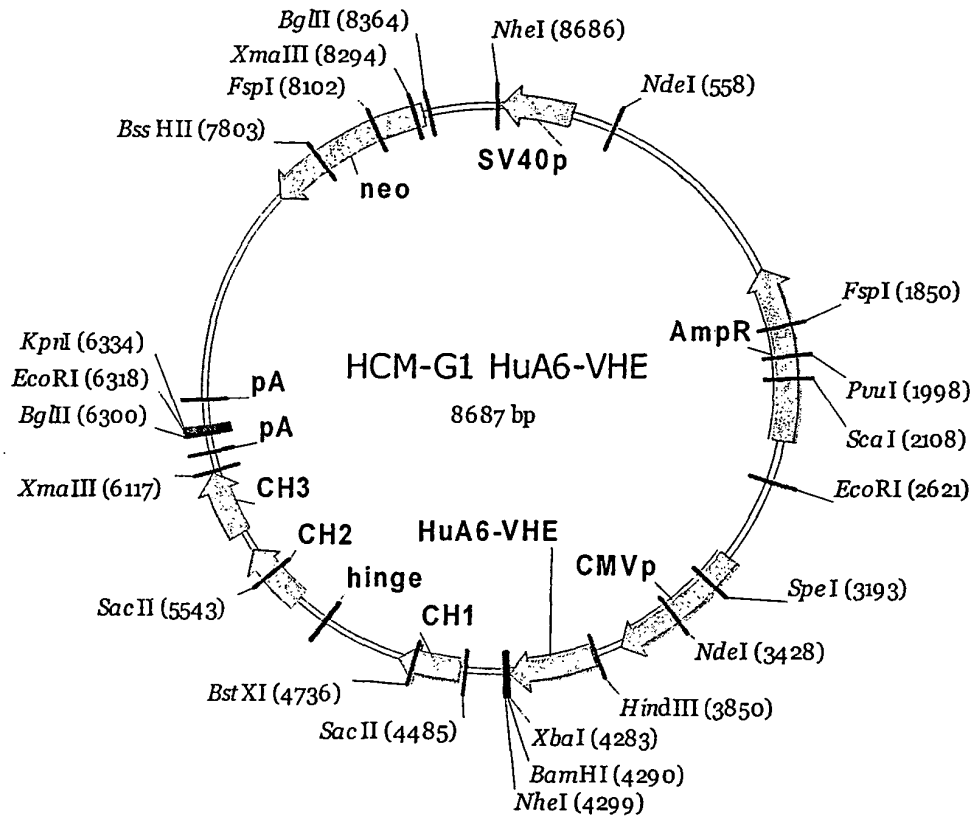 BglII (8364)
NheI (8686)
XmaIII (8294)
FspI (8102)
NdeI (558)
BssHII (7803)
SV40p
neo
FspI (1850)
AmpR
KpnI (6334)
EcoRI (6318)
BglII (6300)
pA
pA
HCM-G1 HuA6-VHE
8687 bp
PvuI (1998)
ScaI (2108)
XmaIII (6117)
CH3
EcoRI (2621)
CH2
HuA6-VHE
CMVp
hinge
SacII (5543)
CH1
SpeI (3193)
NdeI (3428)
BstXI (4736)
HindIII (3850)
SacII (4485)
XbaI (4283)
BamHI (4290)
NheI (4299)